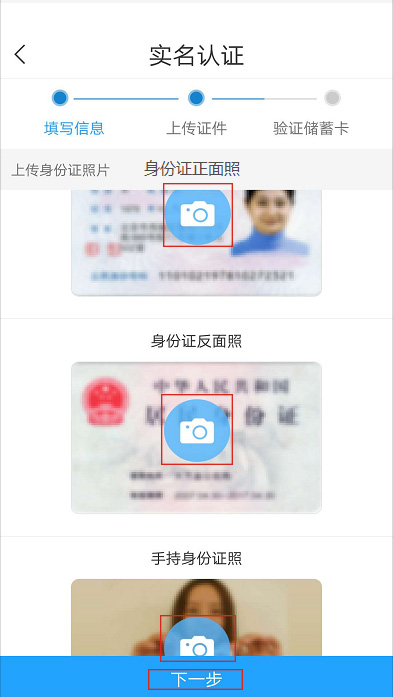 实名认证
填写信息
上传证件
验证储蓄卡
上传身份证照片
身份证正面照
身份证反面照
中华人民共和国
居民身份证
手持身份证照
下一步